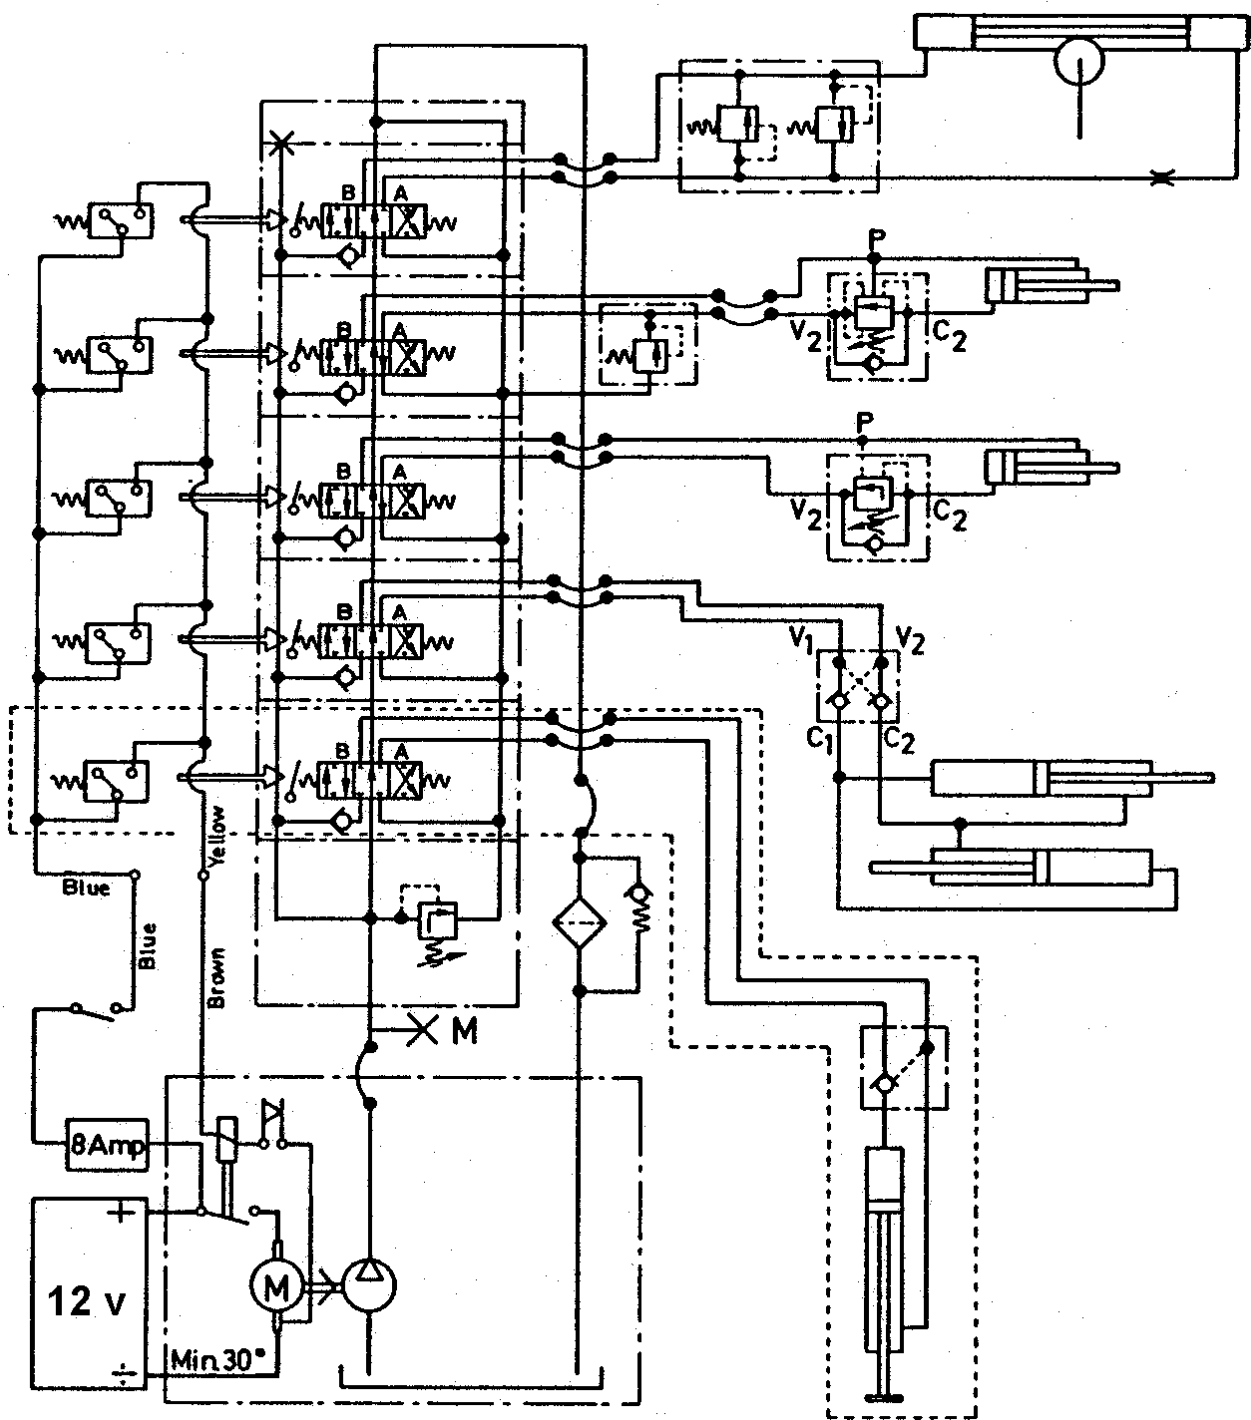 B A
P
B A
V2 C2
P
B A
V2 C2
B A
V1 V2
C1 C2
B A
Yellow
Blue
Blue
Brown
M
8Amp
+
12 v
M
Min.30°
÷